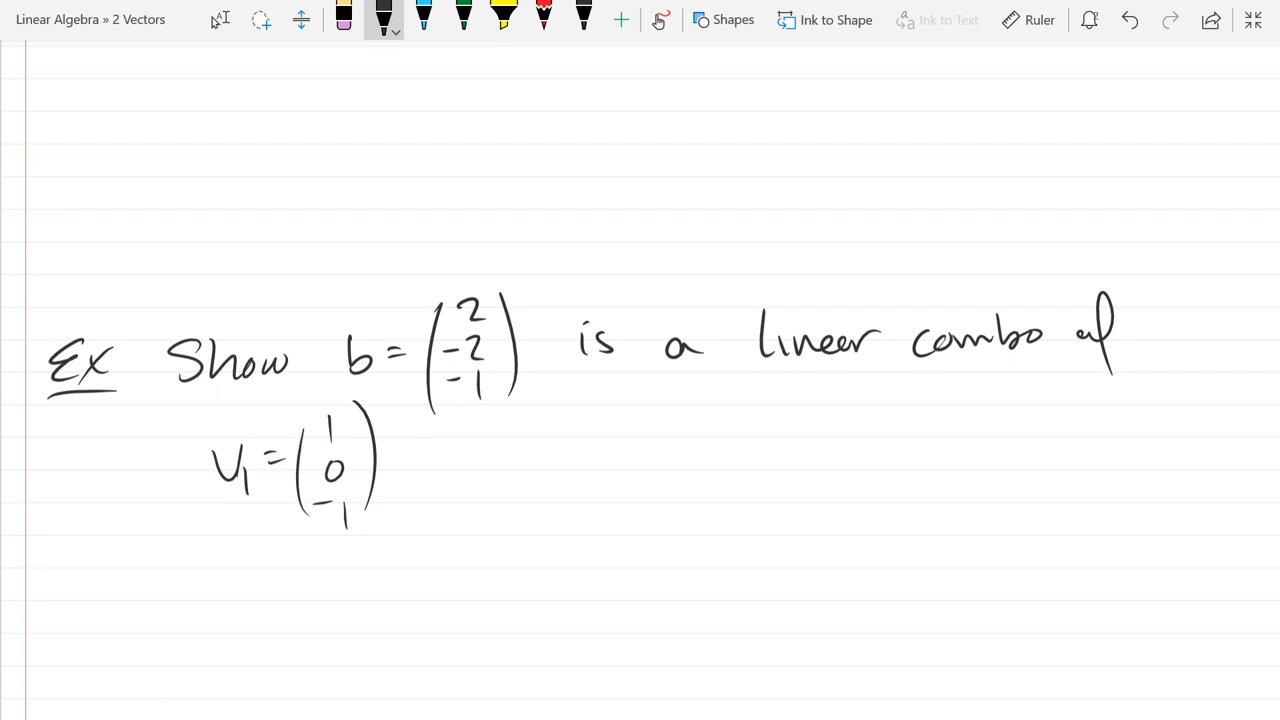 Linear Algebra » 2 Vectors Shapes Ink to Shape Ink to Text Ruler
Ex Show b = (2 -2 -1) is a linear combo of
V1 = (1 0 -1)